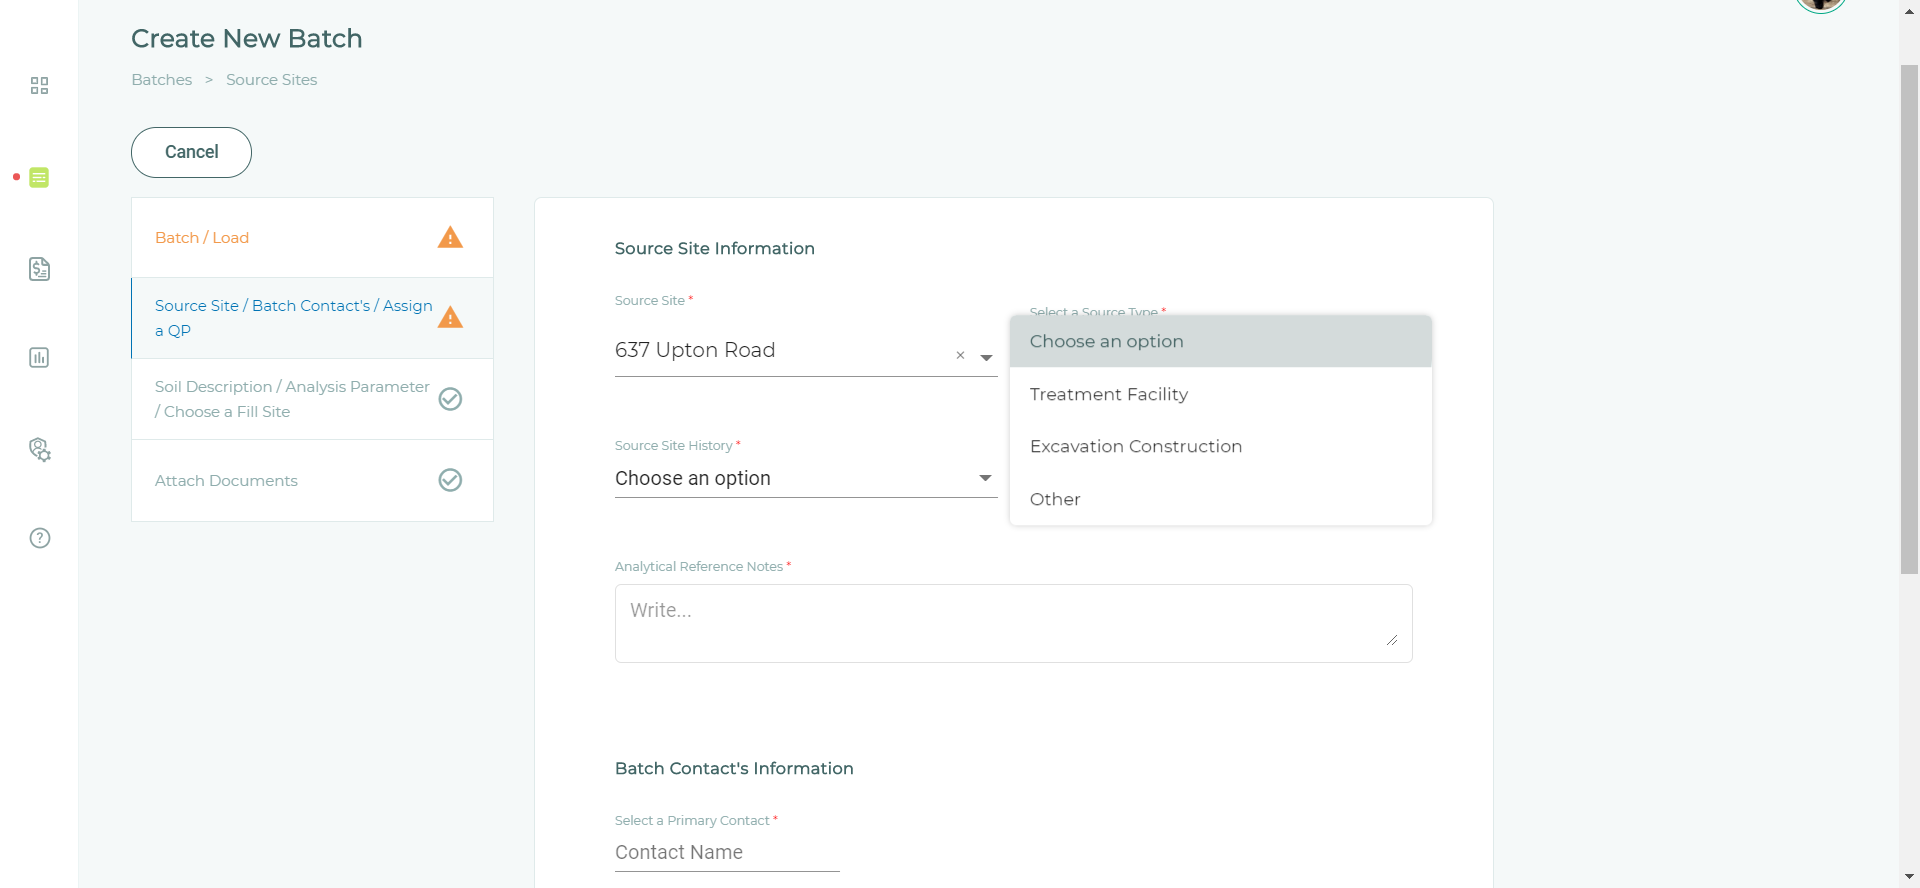 Create New Batch
Batches > Source Sites
Cancel
Batch / Load
Source Site / Batch Contact's / Assign
a QP
Soil Description / Analysis Parameter
/ Choose a Fill Site
Attach Documents
Source Site Information
Source Site *
637 Upton Road
×
Select a Source Type *
Choose an option
Treatment Facility
Excavation Construction
Other
Source Site History *
Choose an option
Analytical Reference Notes *
Write...
Batch Contact's Information
Select a Primary Contact *
Contact Name